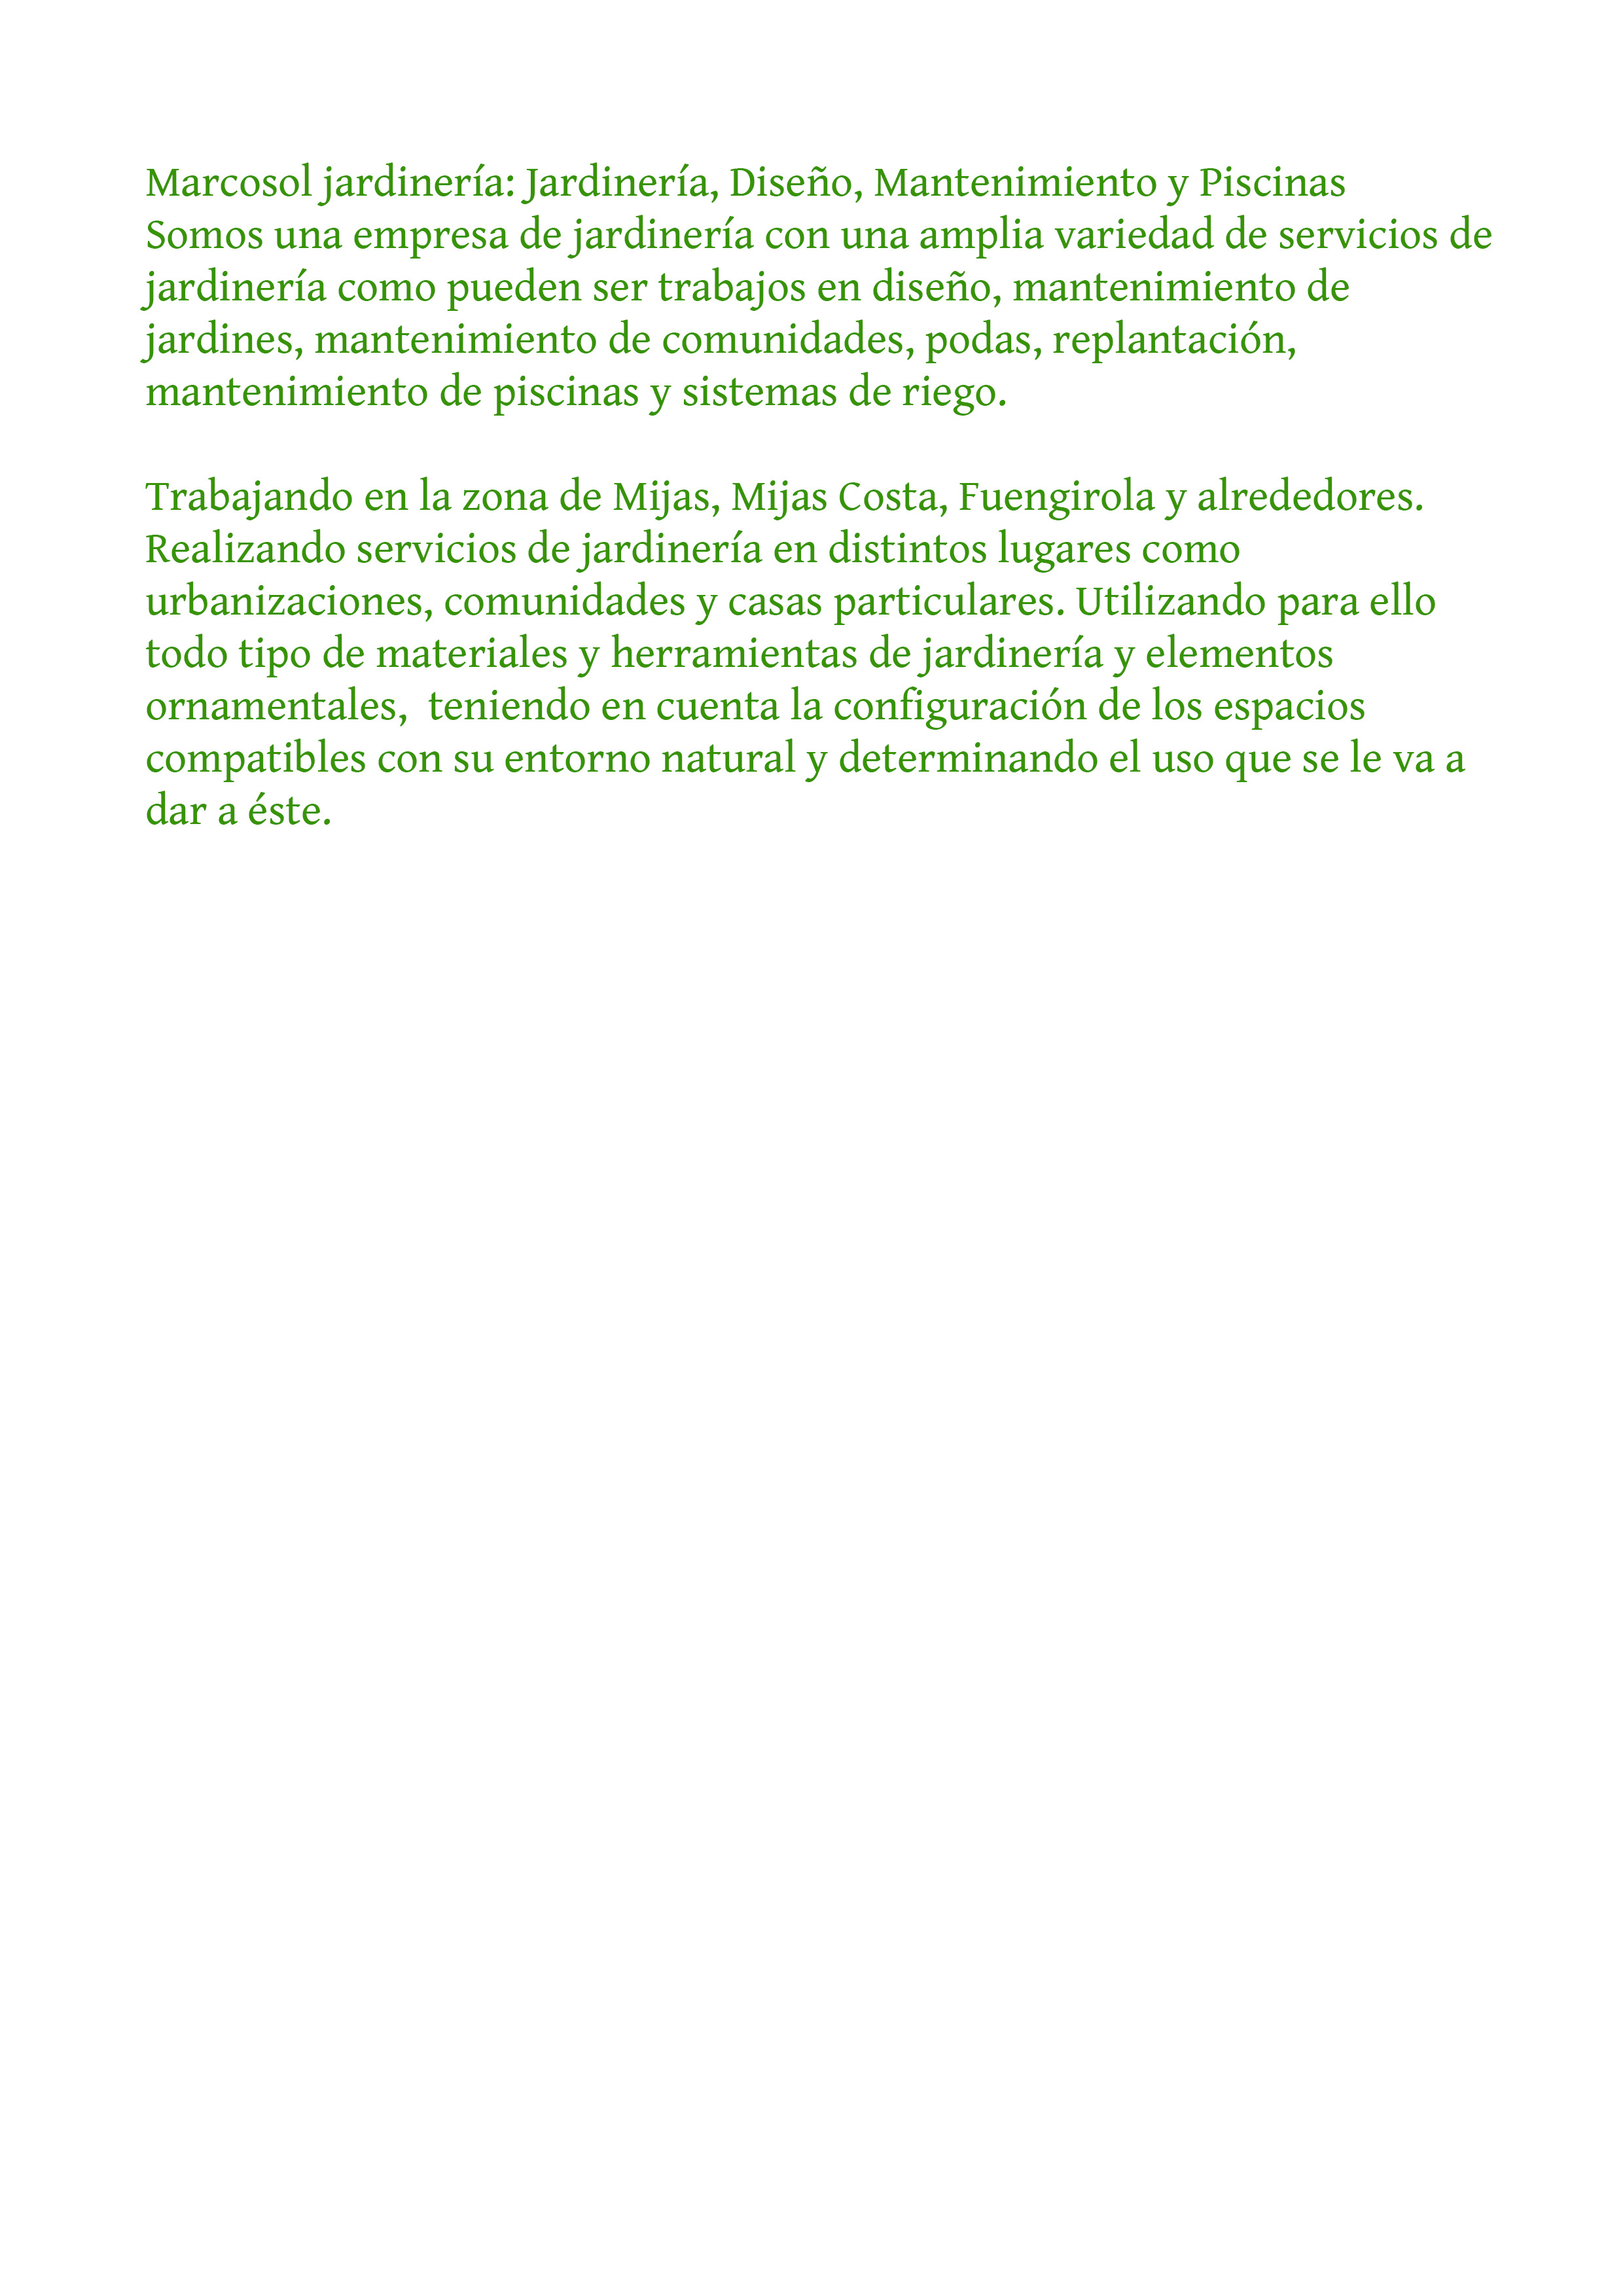 Marcosol jardinería: Jardinería, Diseño, Mantenimiento y Piscinas
Somos una empresa de jardinería con una amplia variedad de servicios de
jardinería como pueden ser trabajos en diseño, mantenimiento de
jardines, mantenimiento de comunidades, podas, replantación,
mantenimiento de piscinas y sistemas de riego.
Trabajando en la zona de Mijas, Mijas Costa, Fuengirola y alrededores.
Realizando servicios de jardinería en distintos lugares como
urbanizaciones, comunidades y casas particulares. Utilizando para ello
todo tipo de materiales y herramientas de jardinería y elementos
ornamentales,  teniendo en cuenta la configuración de los espacios
compatibles con su entorno natural y determinando el uso que se le va a
dar a éste.